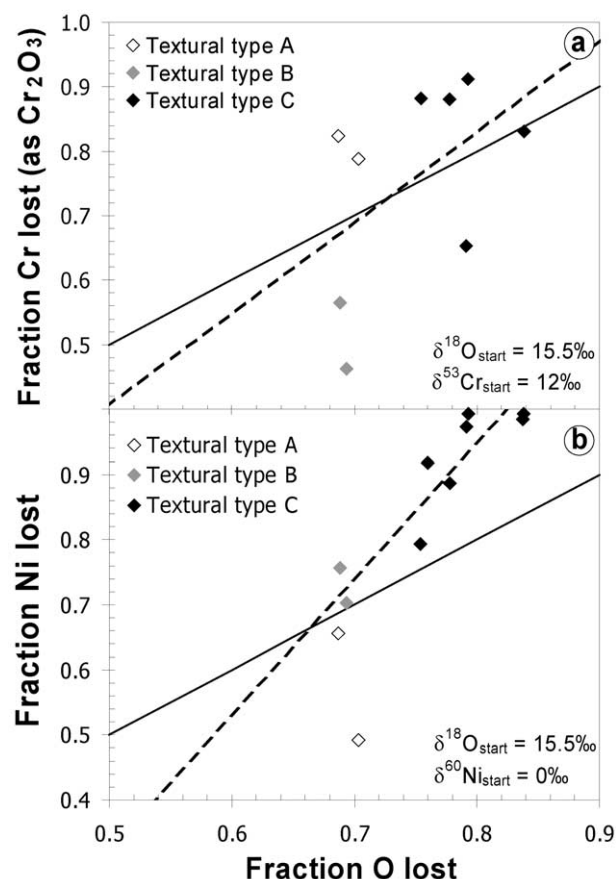 1.0
◇ Textural type A
a
◆ Textural type B
0.9
◆ Textural type C
0.8
0.7
0.6
0.5
Fraction Cr lost (as Cr₂O₃)
δ¹⁸Ostart = 15.5‰
δ⁵³Crstart = 12‰
◇ Textural type A
b
◆ Textural type B
0.9
◆ Textural type C
0.8
0.7
0.6
0.5
0.4
Fraction Ni lost
δ¹⁸Ostart = 15.5‰
δ⁶⁰Nistart = 0‰
0.5 0.6 0.7 0.8 0.9
Fraction O lost